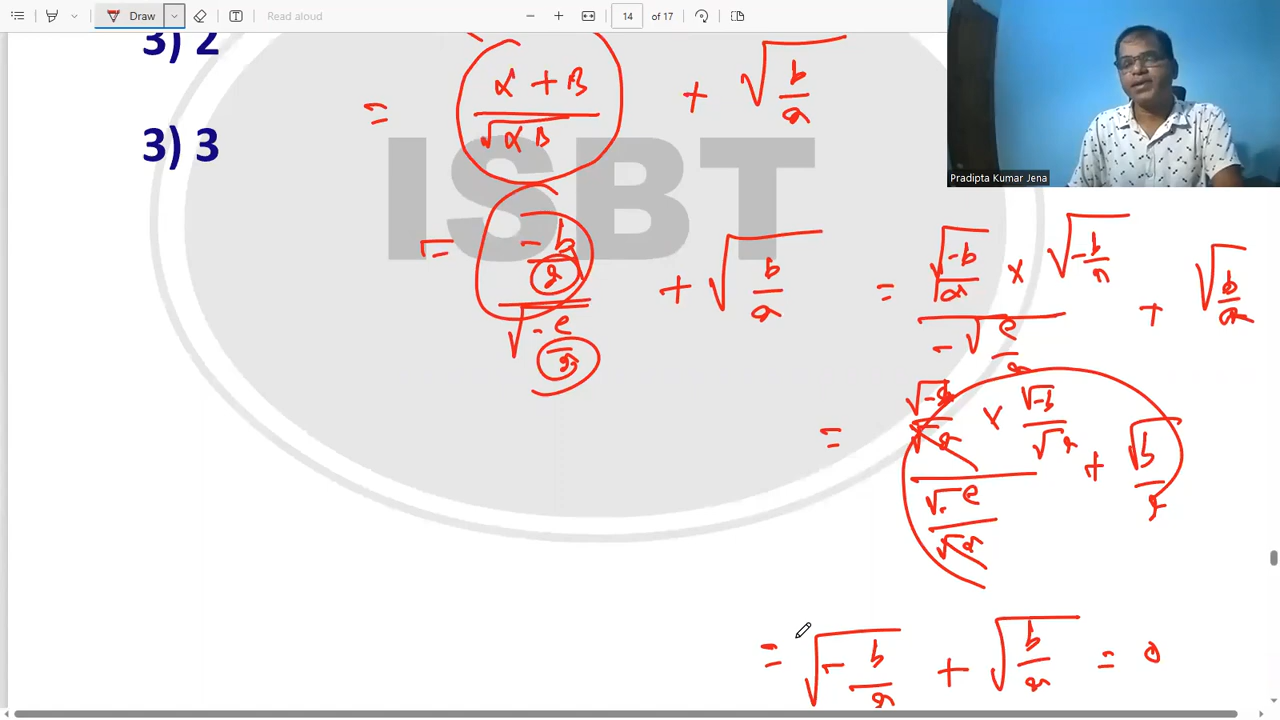 Draw
Read aloud
14 of 17
Pradipta Kumar Jena
3) 2
3) 3
ISBT
= α + β / √αβ + √b/a
= -b/a / √-e/a + √b/a
= √-b/a × √-b/a / -√e/a + √b/a
= √-b/√a × √-b/√a / √-e/√a + √b/a
= √-b/a + √b/a = 0